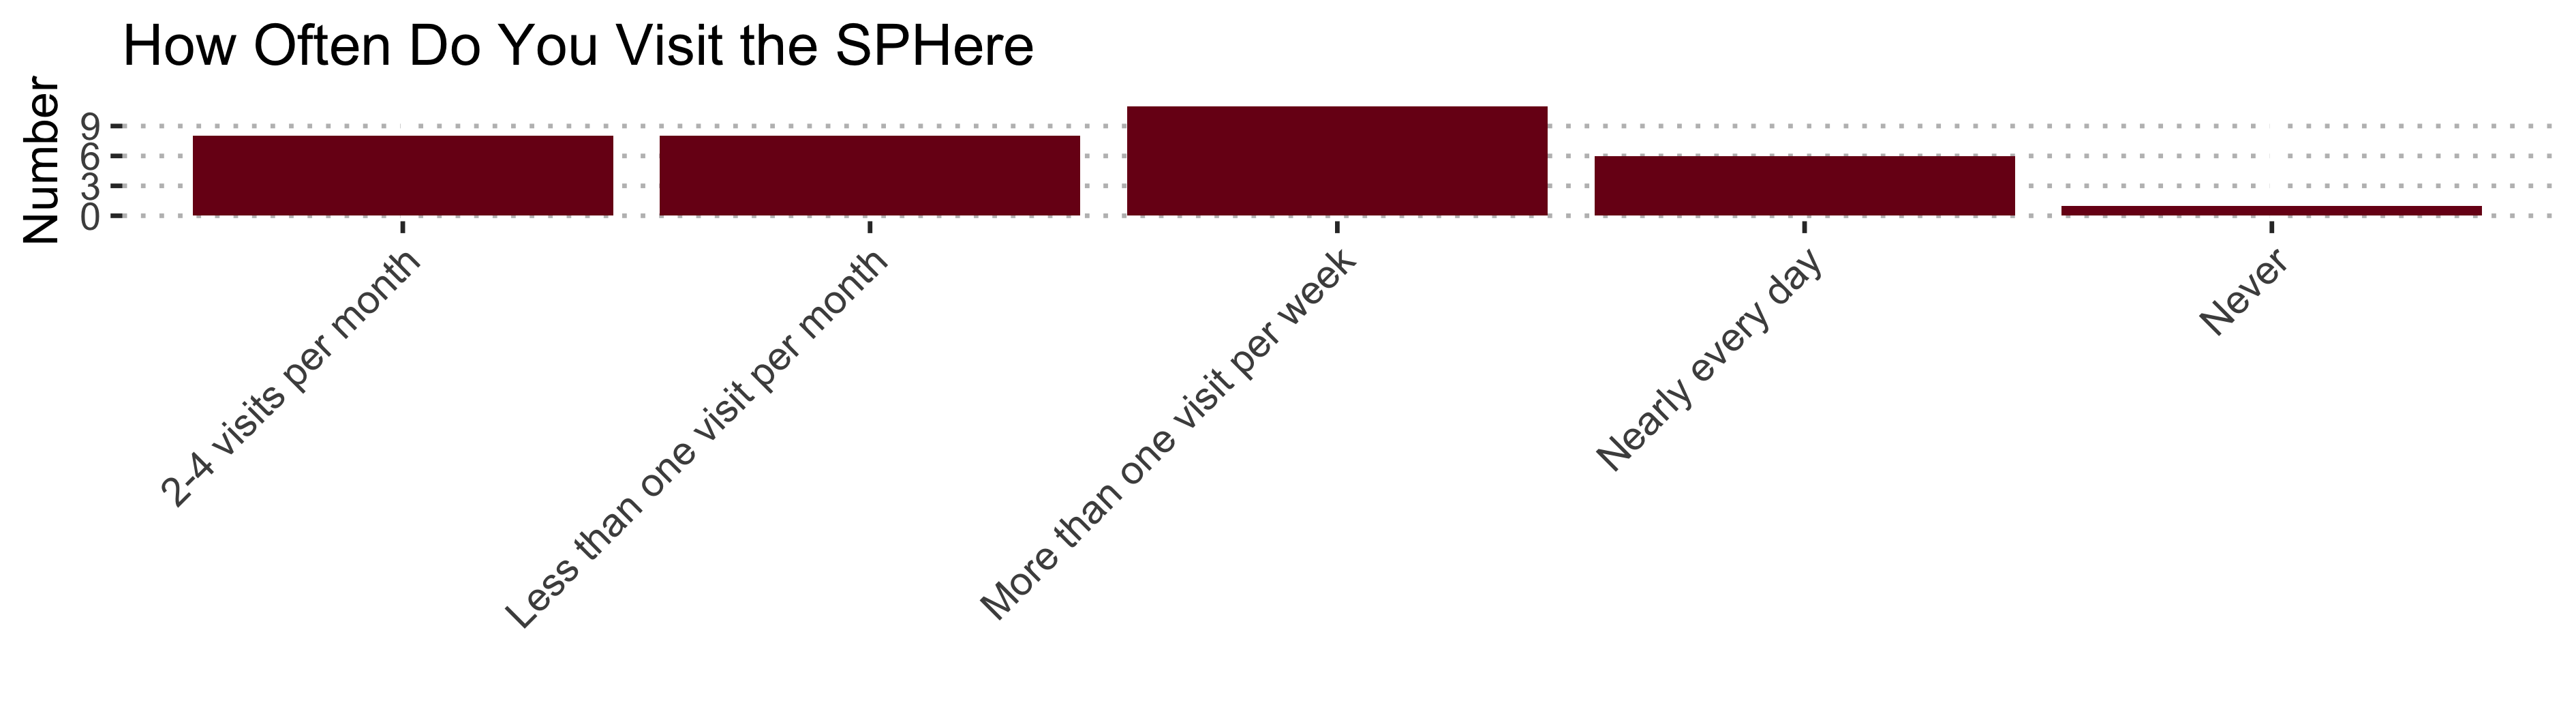 How Often Do You Visit the SPHere
Number
9
6
3
0
2-4 visits per month
Less than one visit per month
More than one visit per week
Nearly every day
Never